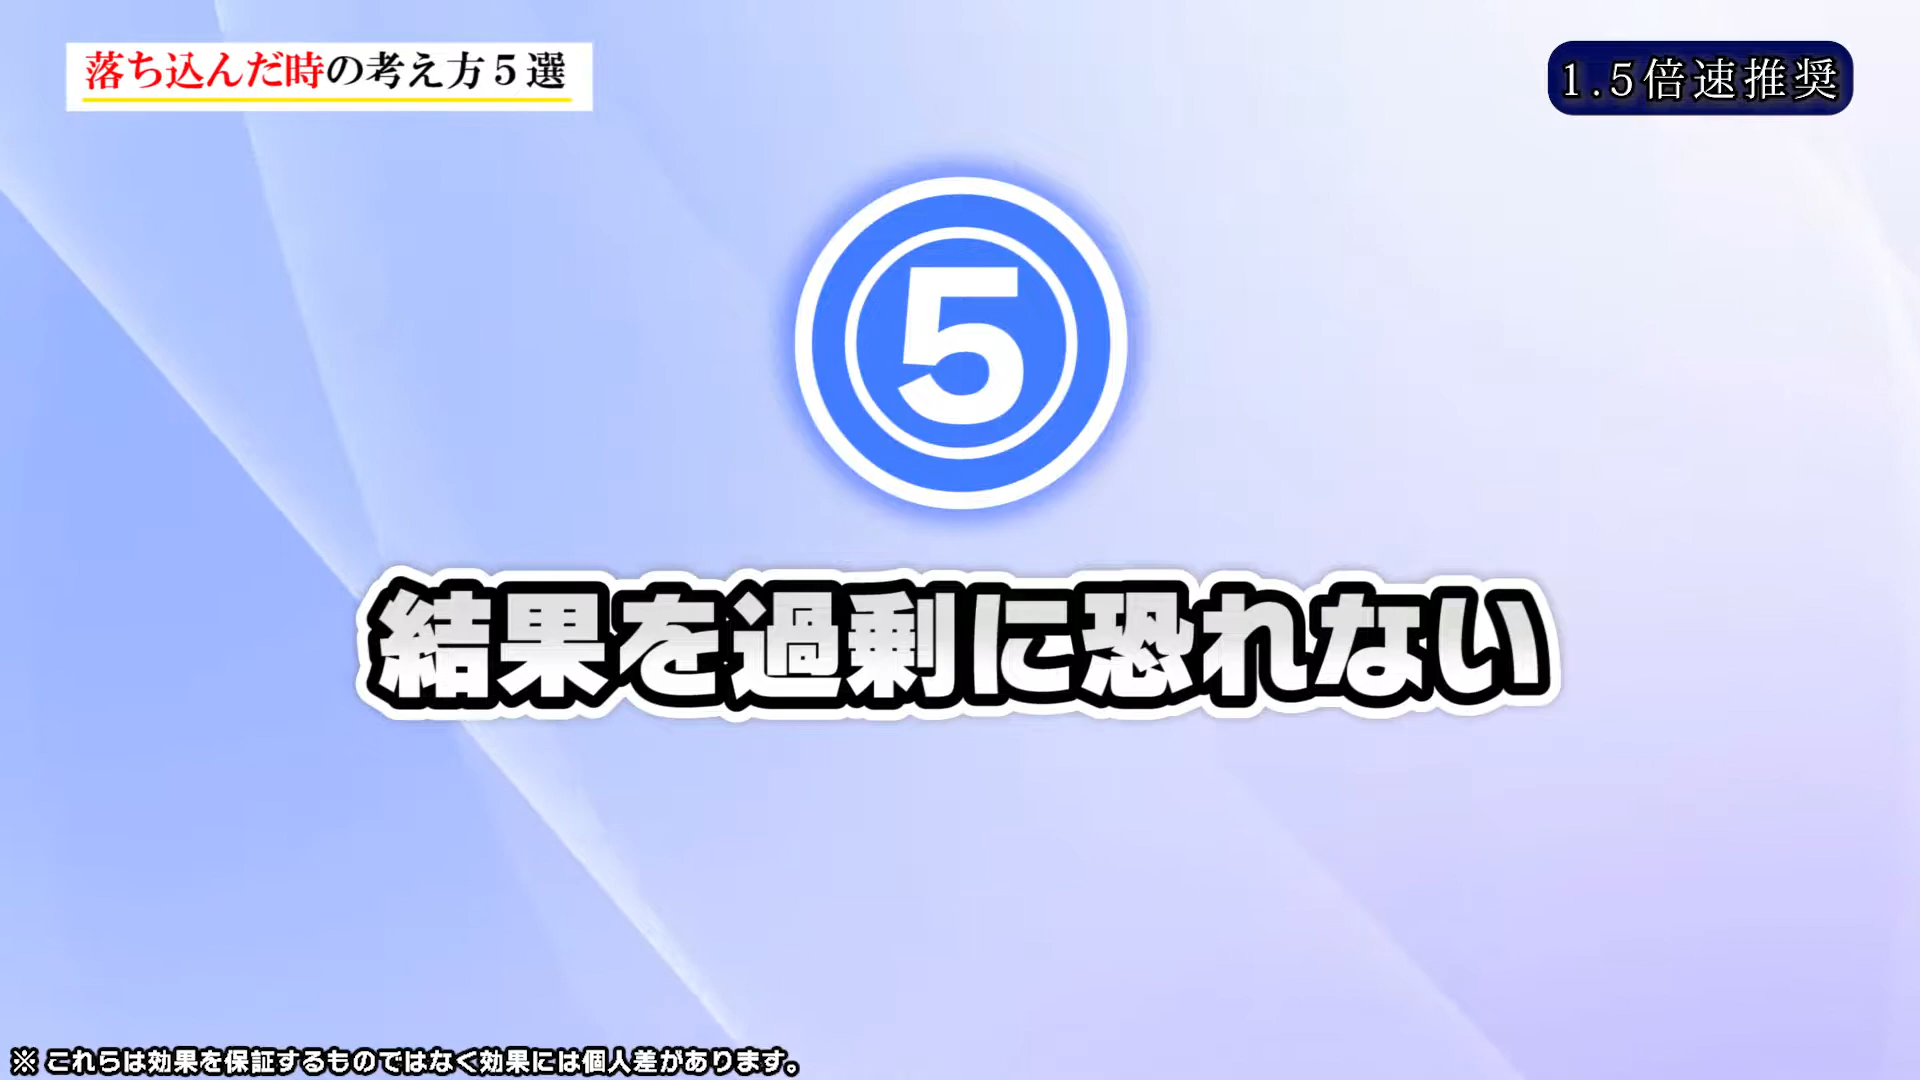 落ち込んだ時の考え方５選
1.5倍速推奨
5
結果を過剰に恐れない
※ これらは効果を保証するものではなく効果には個人差があります。